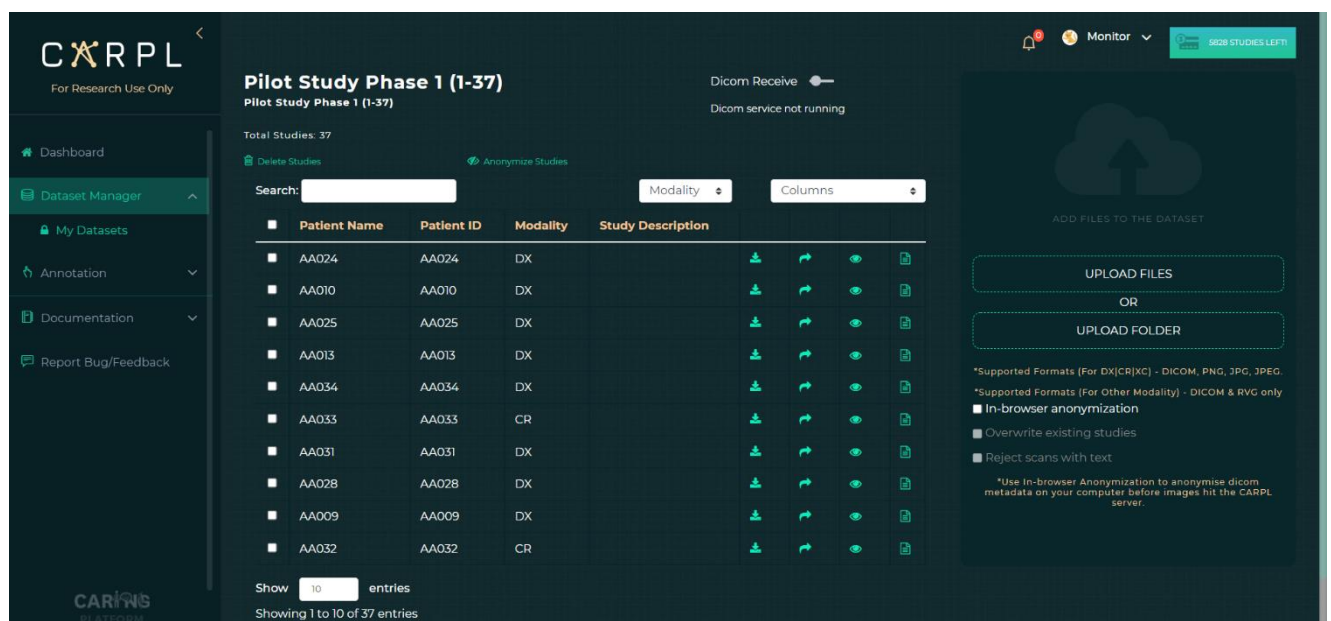 CARPL
For Research Use Only
Dashboard
Dataset Manager
My Datasets
Annotation
Documentation
Report Bug/Feedback
CARING
PLATFORM
0
Monitor
5828 STUDIES LEFT!
Pilot Study Phase 1 (1-37)
Pilot Study Phase 1 (1-37)
Dicom Receive
Dicom service not running
Total Studies: 37
Delete Studies Anonymize Studies
Search: Modality Columns
Patient Name Patient ID Modality Study Description
AA024 AA024 DX
AA010 AA010 DX
AA025 AA025 DX
AA013 AA013 DX
AA034 AA034 DX
AA033 AA033 CR
AA031 AA031 DX
AA028 AA028 DX
AA009 AA009 DX
AA032 AA032 CR
Show 10 entries
Showing 1 to 10 of 37 entries
ADD FILES TO THE DATASET
UPLOAD FILES
OR
UPLOAD FOLDER
*Supported Formats (For DX|CR|XC) - DICOM, PNG, JPG, JPEG.
*Supported Formats (For Other Modality) - DICOM & RVG only
In-browser anonymization
Overwrite existing studies
Reject scans with text
*Use In-browser Anonymization to anonymise dicom
metadata on your computer before images hit the CARPL
server.